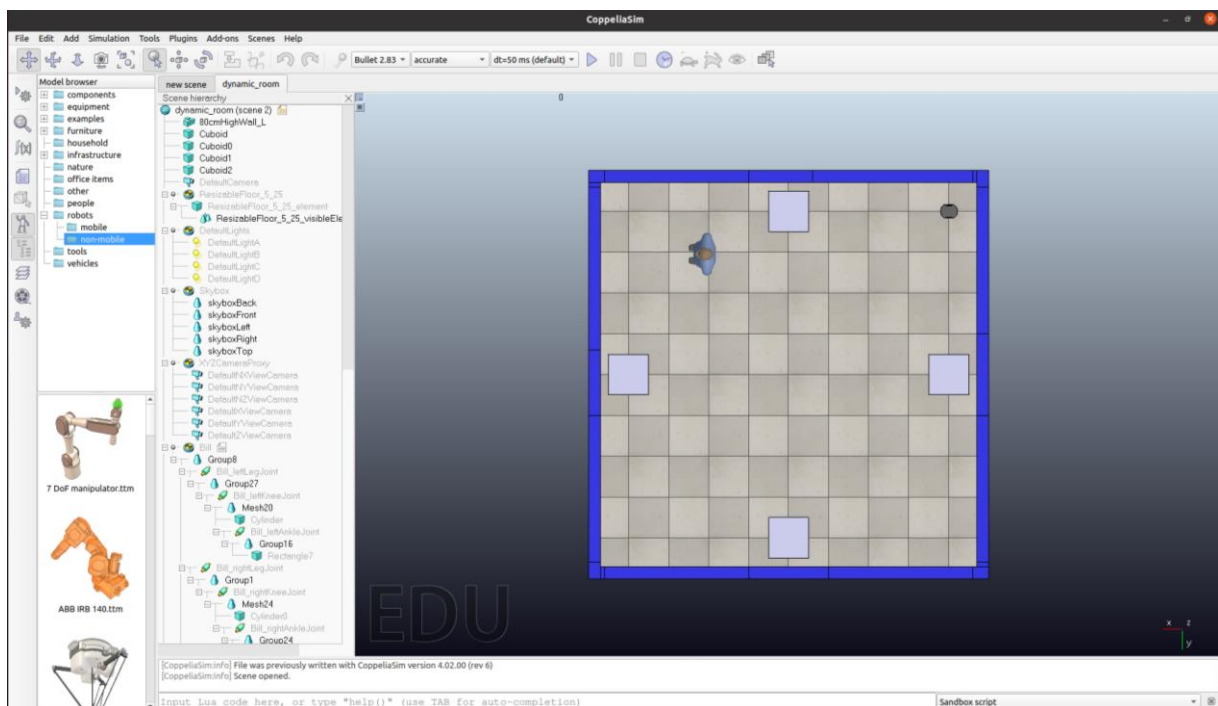 CoppeliaSim
File Edit Add Simulation Tools Plugins Add-ons Scenes Help
Bullet 2.83 accurate dt=50 ms (default)
Model browser
components
equipment
examples
furniture
household
infrastructure
nature
office items
other
people
robots
mobile
non-mobile
tools
vehicles
7 DoF manipulator.ttm
ABB IRB 140.ttm
new scene dynamic_room
Scene hierarchy
dynamic_room (scene 2)
80cmHighWall_L
Cuboid
Cuboid0
Cuboid1
Cuboid2
DefaultCamera
ResizableFloor_5_25
ResizableFloor_5_25_element
ResizableFloor_5_25_visibleEle
DefaultLights
DefaultLightA
DefaultLightB
DefaultLightC
DefaultLightD
Skybox
skyboxBack
skyboxFront
skyboxLeft
skyboxRight
skyboxTop
XYZCameraProxy
DefaultNXViewCamera
DefaultNYViewCamera
DefaultNZViewCamera
DefaultXViewCamera
DefaultYViewCamera
DefaultZViewCamera
Bill
Group8
Bill_leftLegJoint
Group27
Bill_leftKneeJoint
Mesh20
Cylinder
Bill_leftAnkleJoint
Group16
Rectangle7
Bill_rightLegJoint
Group1
Bill_rightKneeJoint
Mesh24
Cylinder0
Bill_rightAnkleJoint
Group24
0
EDU
x z
y
[CoppeliaSim:info] File was previously written with CoppeliaSim version 4.02.00 (rev 6)
[CoppeliaSim:info] Scene opened.
Input Lua code here, or type "help()" (use TAB for auto-completion)
Sandbox script